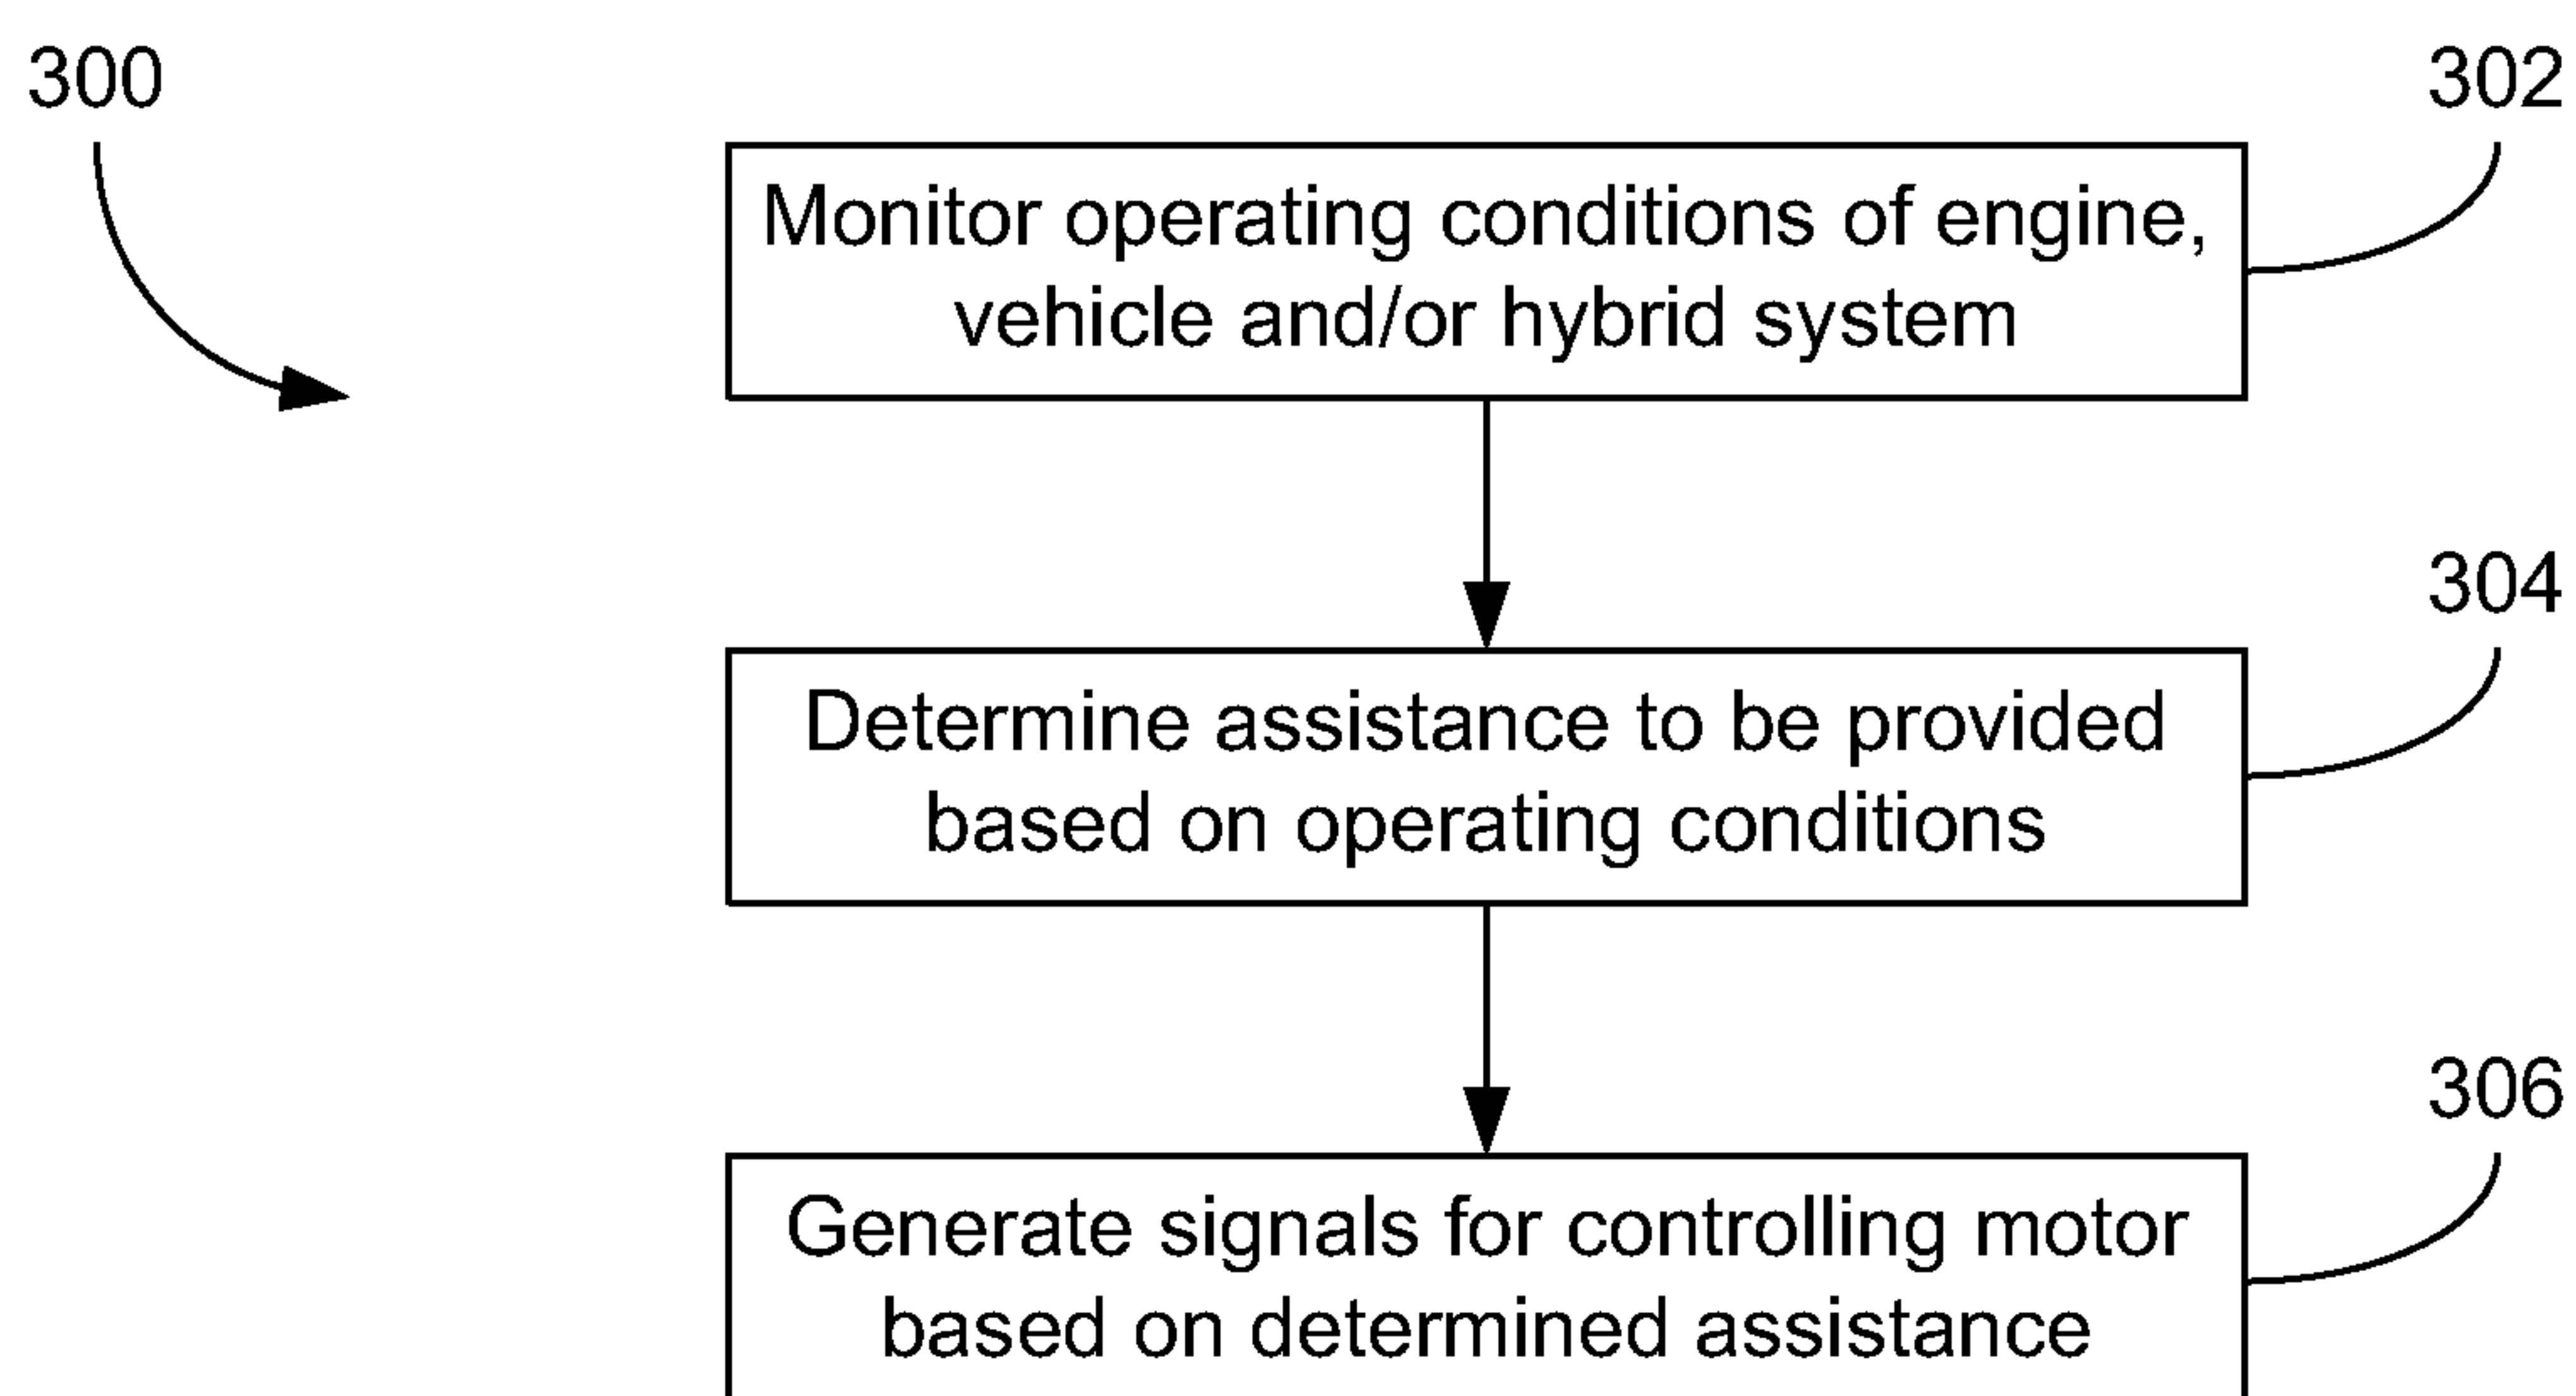 300
302
Monitor operating conditions of engine,
vehicle and/or hybrid system
304
Determine assistance to be provided
based on operating conditions
306
Generate signals for controlling motor
based on determined assistance